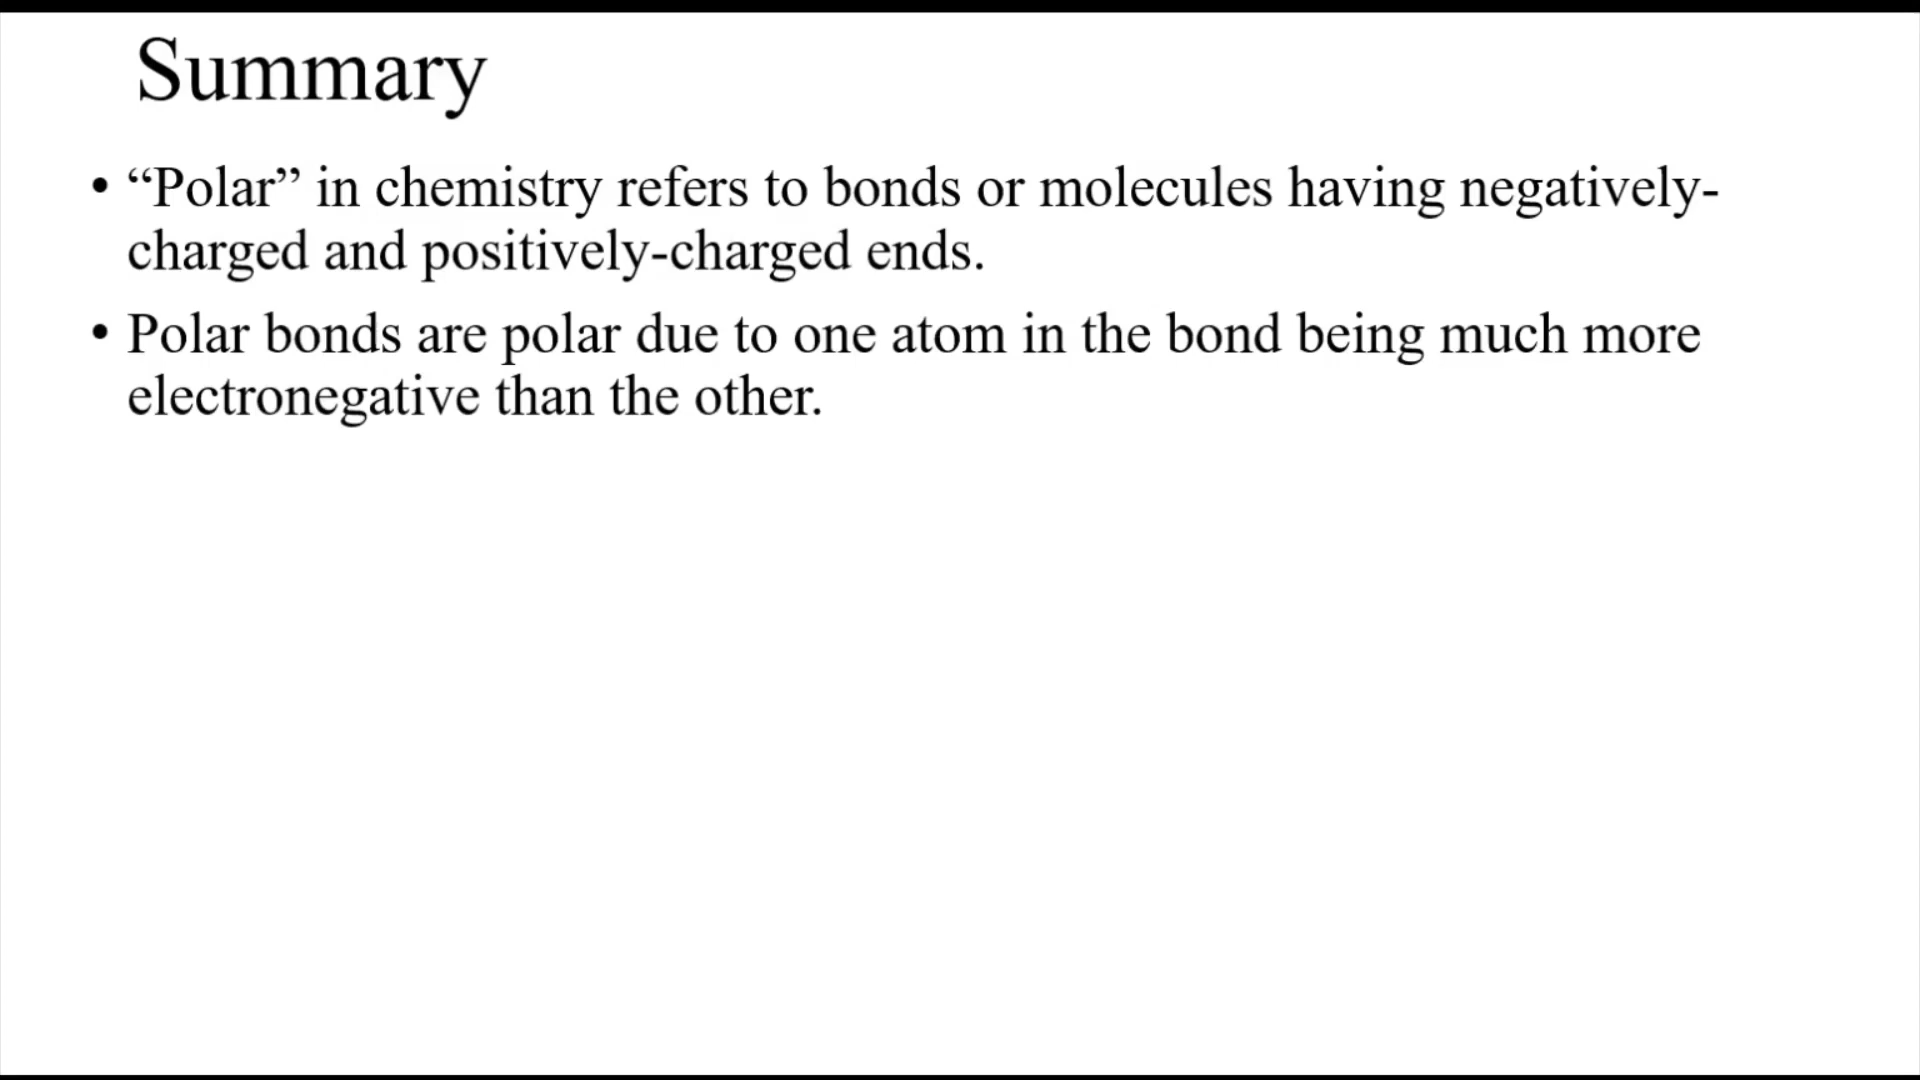 Summary
• “Polar” in chemistry refers to bonds or molecules having negatively-
charged and positively-charged ends.
• Polar bonds are polar due to one atom in the bond being much more
electronegative than the other.